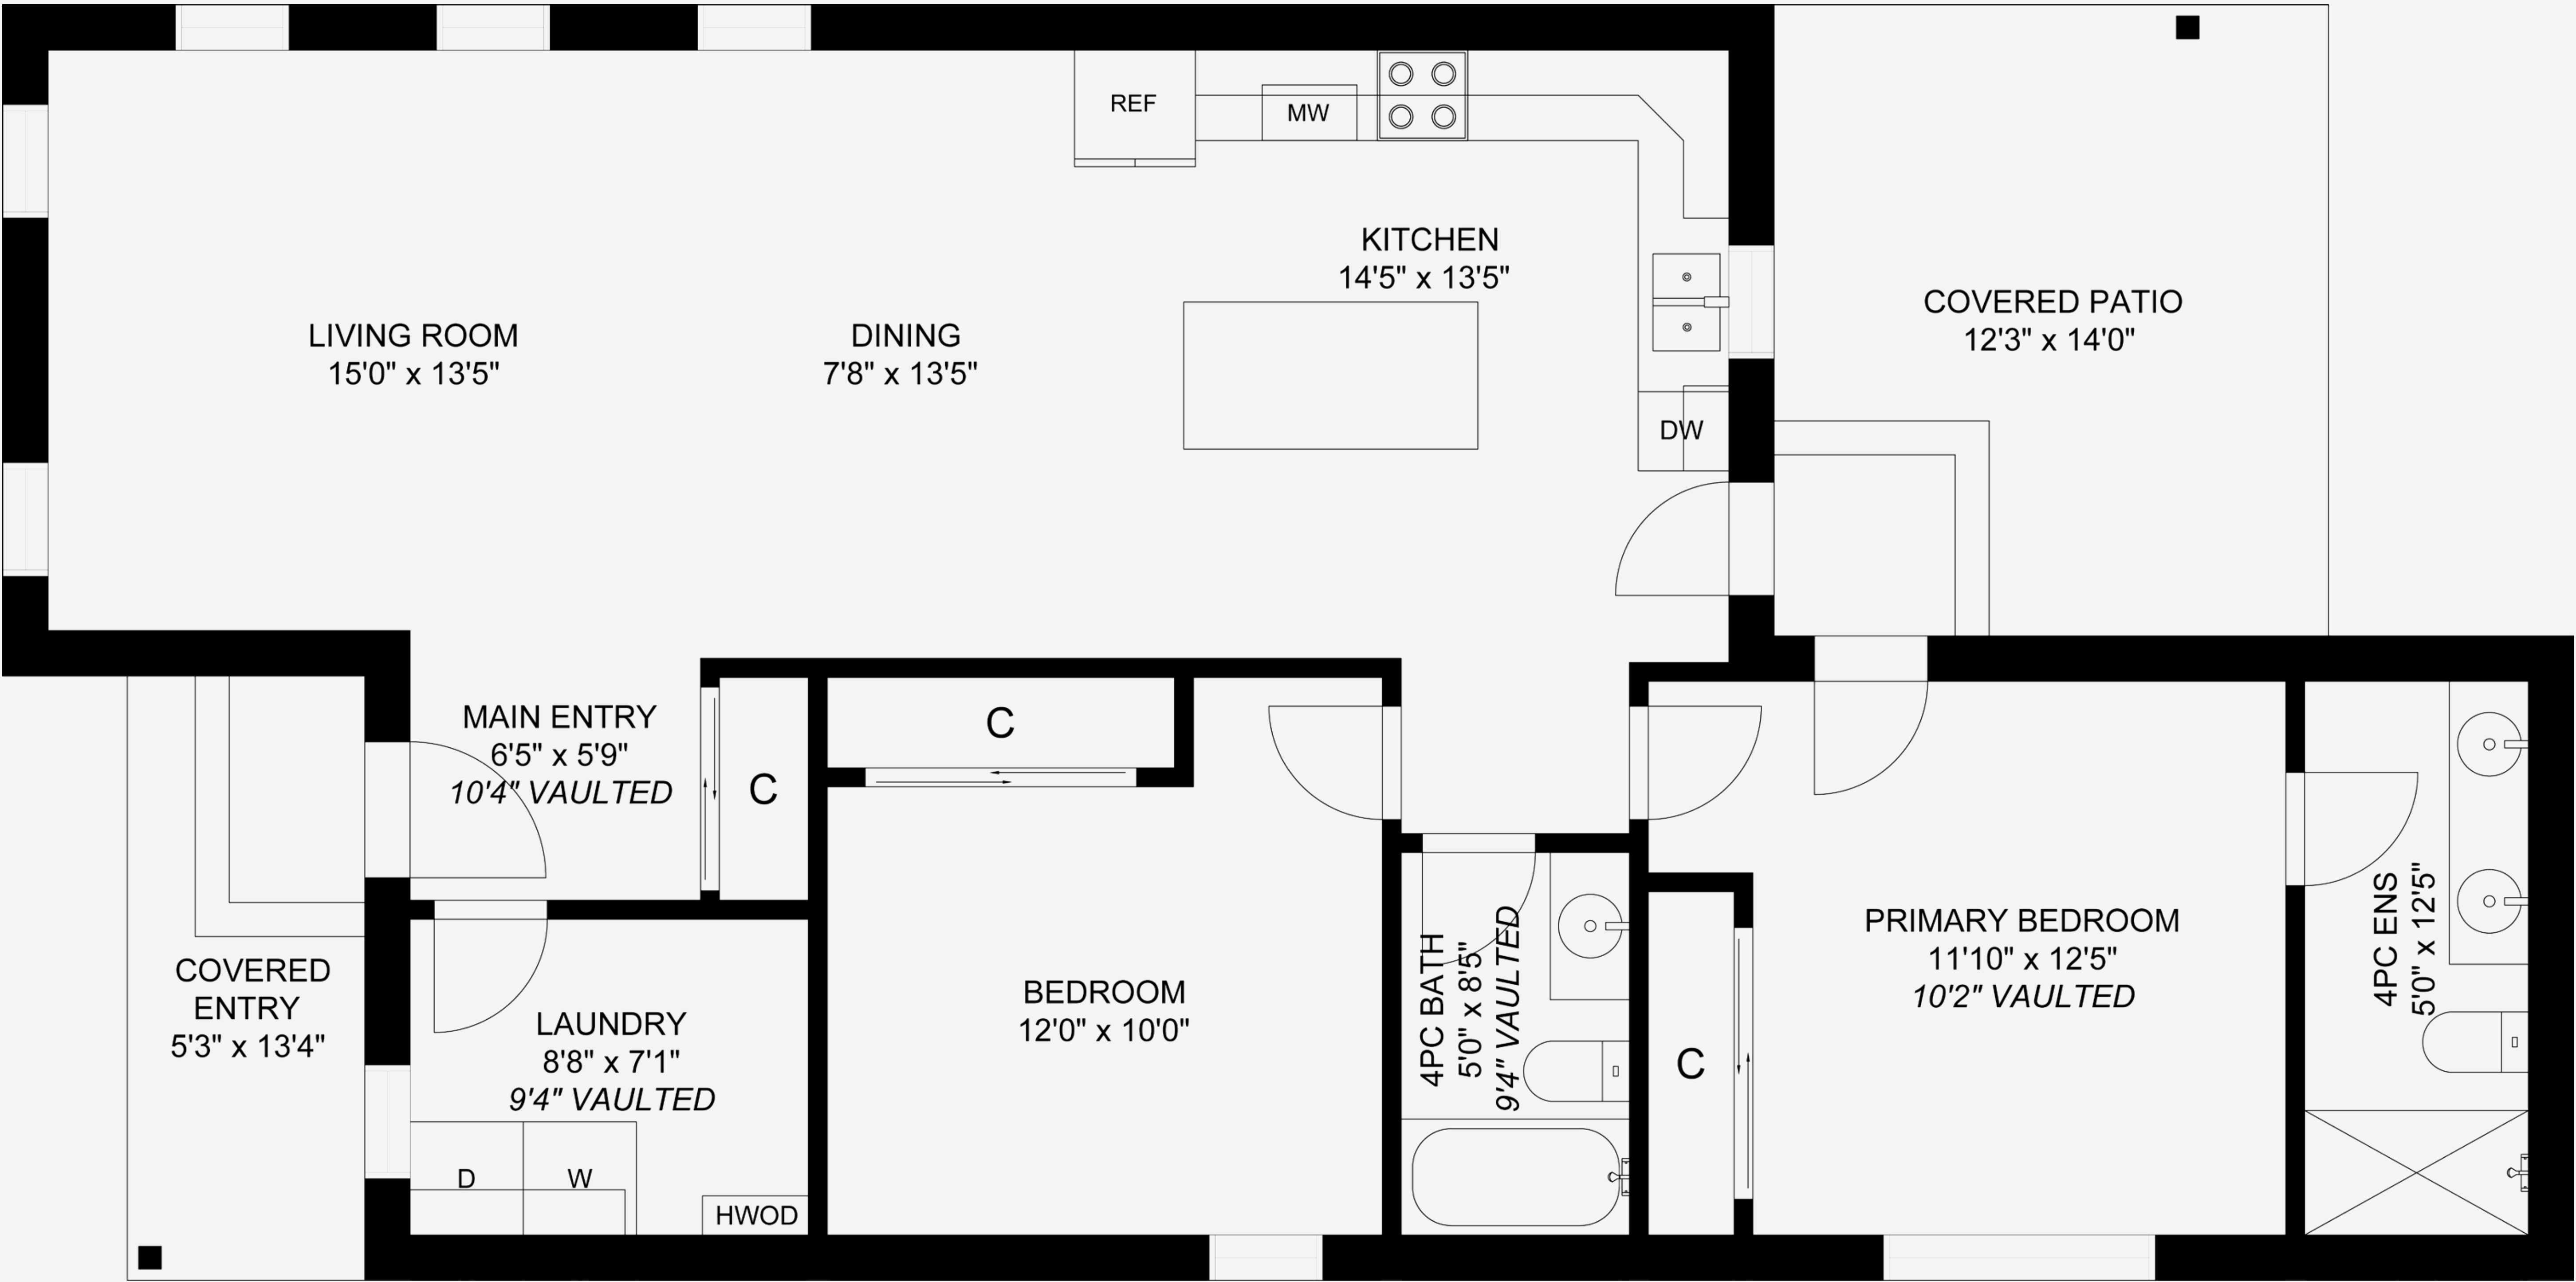 REF
MW
KITCHEN
14'5" x 13'5"
LIVING ROOM
15'0" x 13'5"
DINING
7'8" x 13'5"
COVERED PATIO
12'3" x 14'0"
DW
MAIN ENTRY
6'5" x 5'9"
10'4" VAULTED
C
C
COVERED
ENTRY
5'3" x 13'4"
LAUNDRY
8'8" x 7'1"
9'4" VAULTED
D
W
HWOD
BEDROOM
12'0" x 10'0"
4PC BATH
5'0" x 8'5"
9'4" VAULTED
C
PRIMARY BEDROOM
11'10" x 12'5"
10'2" VAULTED
4PC ENS
5'0" x 12'5"